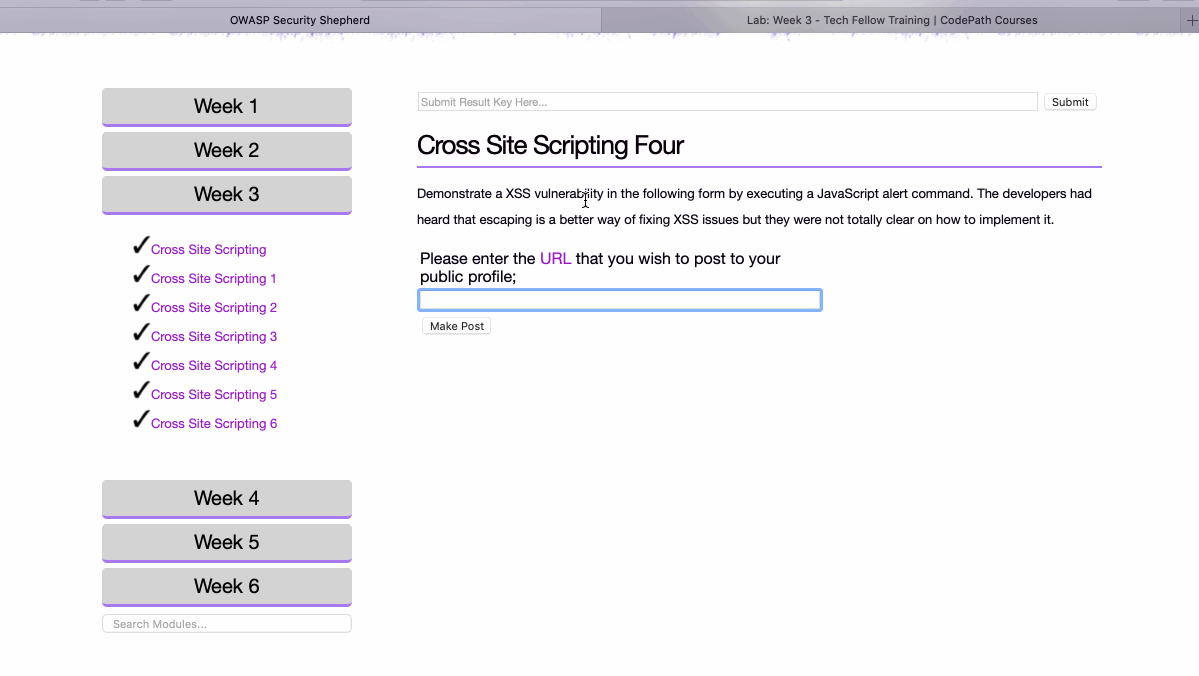 OWASP Security Shepherd
Lab: Week 3 - Tech Fellow Training | CodePath Courses
Week 1
Week 2
Week 3
Cross Site Scripting
Cross Site Scripting 1
Cross Site Scripting 2
Cross Site Scripting 3
Cross Site Scripting 4
Cross Site Scripting 5
Cross Site Scripting 6
Week 4
Week 5
Week 6
Search Modules...
Submit Result Key Here...
Submit
Cross Site Scripting Four
Demonstrate a XSS vulnerability in the following form by executing a JavaScript alert command. The developers had
heard that escaping is a better way of fixing XSS issues but they were not totally clear on how to implement it.
Please enter the URL that you wish to post to your
public profile;
Make Post